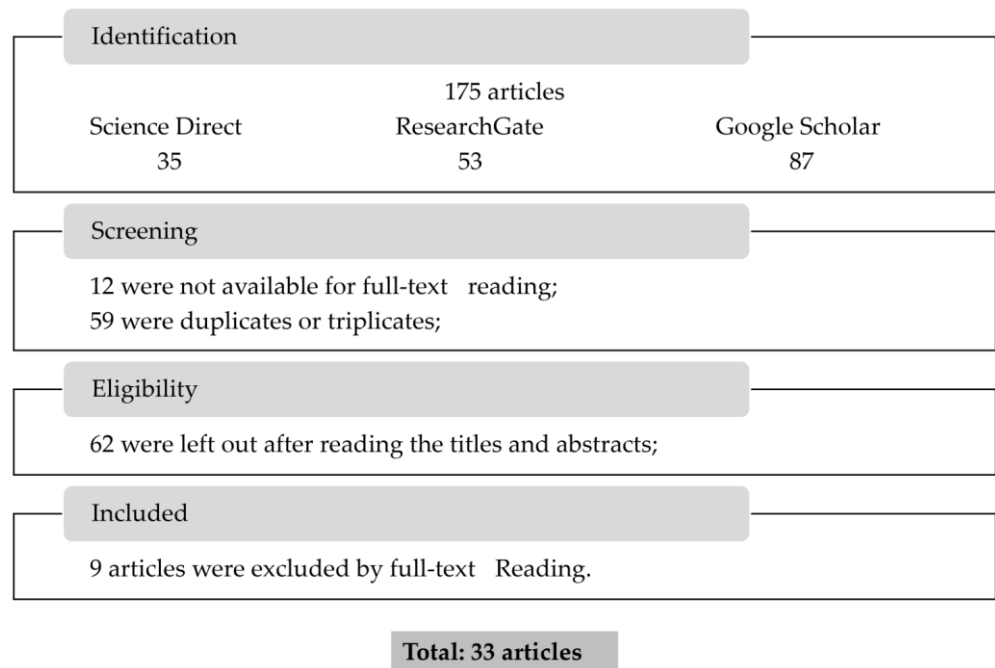 Identification
175 articles
Science Direct ResearchGate Google Scholar
35 53 87
Screening
12 were not available for full-text reading;
59 were duplicates or triplicates;
Eligibility
62 were left out after reading the titles and abstracts;
Included
9 articles were excluded by full-text Reading.
Total: 33 articles